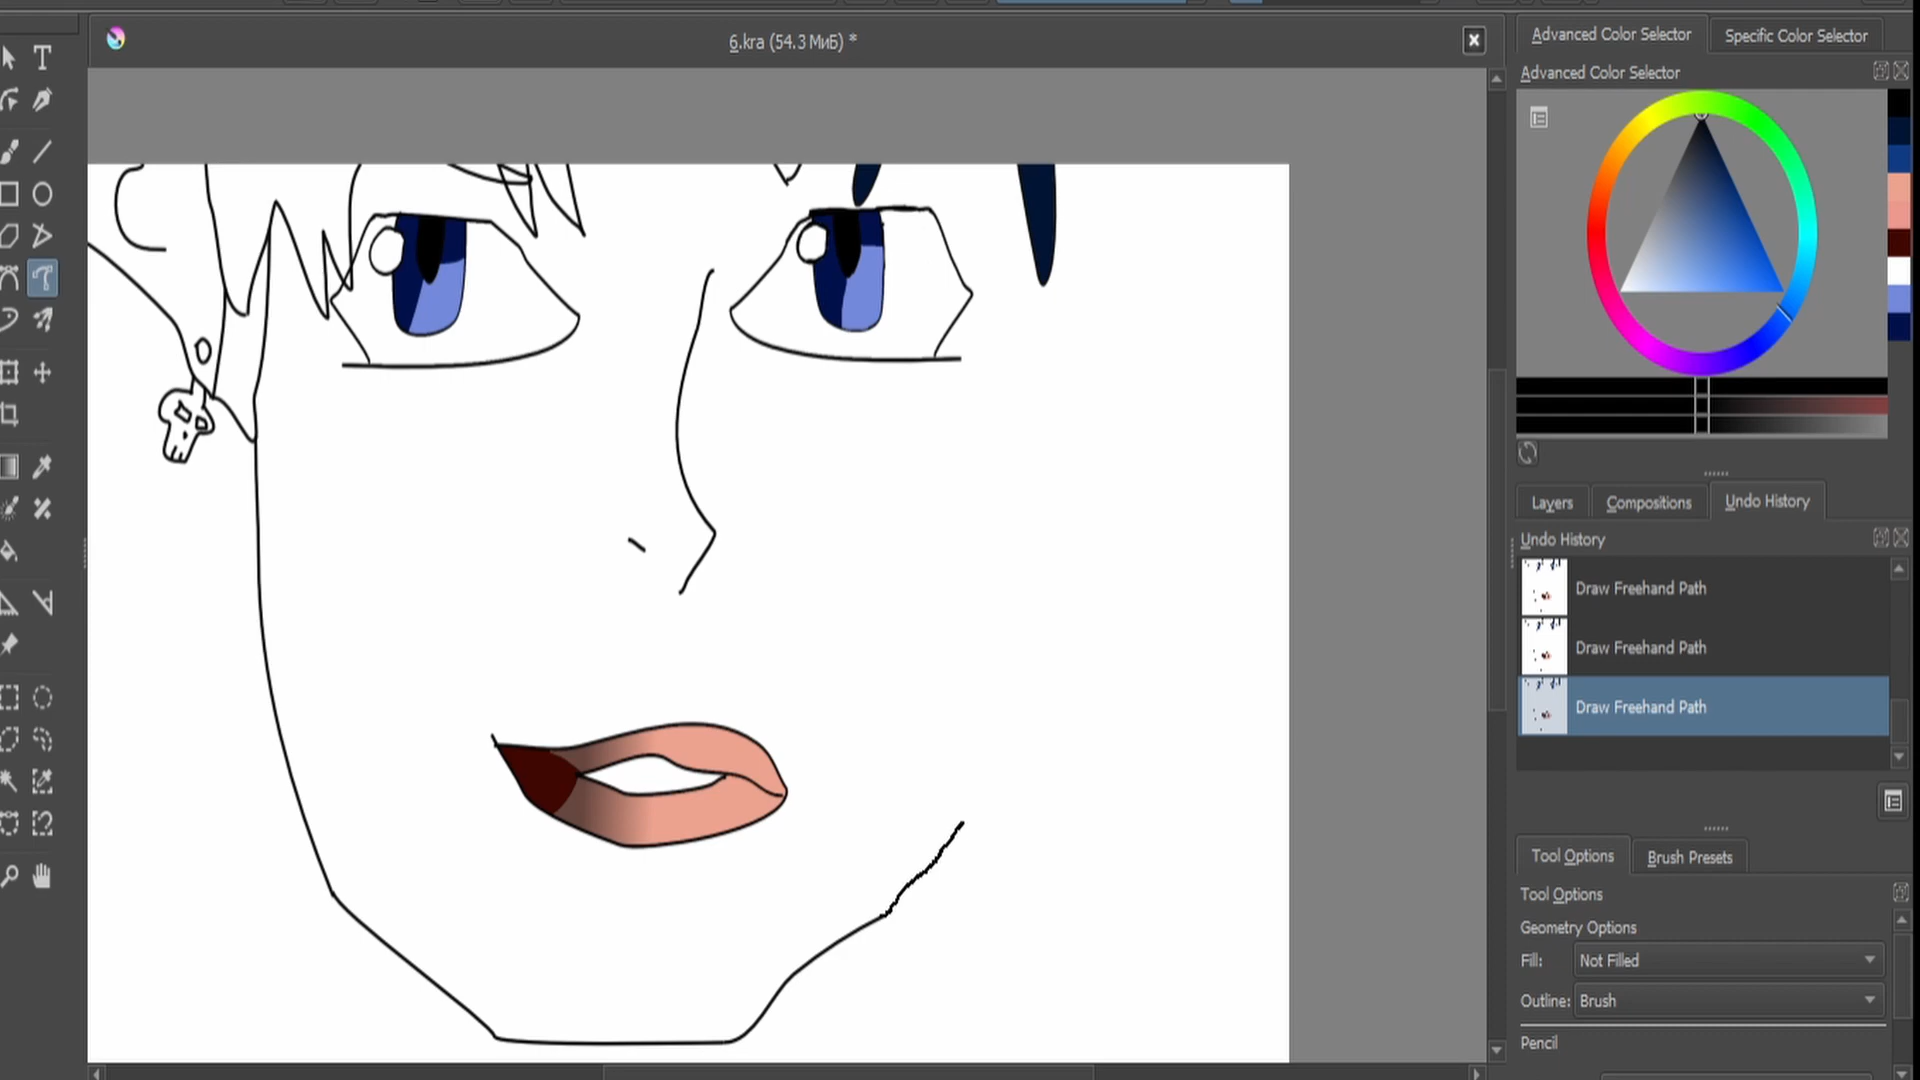 6.kra (54.3 МиБ) *
Advanced Color Selector
Specific Color Selector
Advanced Color Selector
Layers
Compositions
Undo History
Undo History
Draw Freehand Path
Draw Freehand Path
Draw Freehand Path
Tool Options
Brush Presets
Tool Options
Geometry Options
Fill: Not Filled
Outline: Brush
Pencil